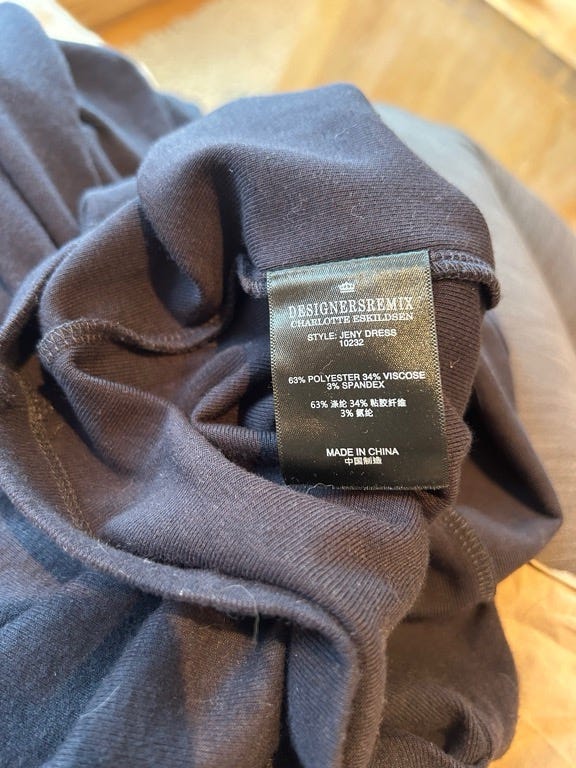 DESIGNERSREMIX
CHARLOTTE ESKILDSEN
STYLE: JENY DRESS
10232
63% POLYESTER 34% VISCOSE
3% SPANDEX
63% 涤纶 34% 粘胶纤维
3% 氨纶
MADE IN CHINA
中国制造